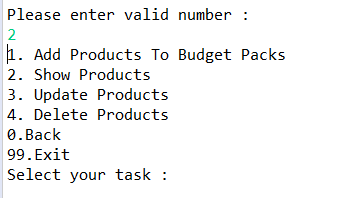 Please enter valid number :
2
1. Add Products To Budget Packs
2. Show Products
3. Update Products
4. Delete Products
0.Back
99.Exit
Select your task :